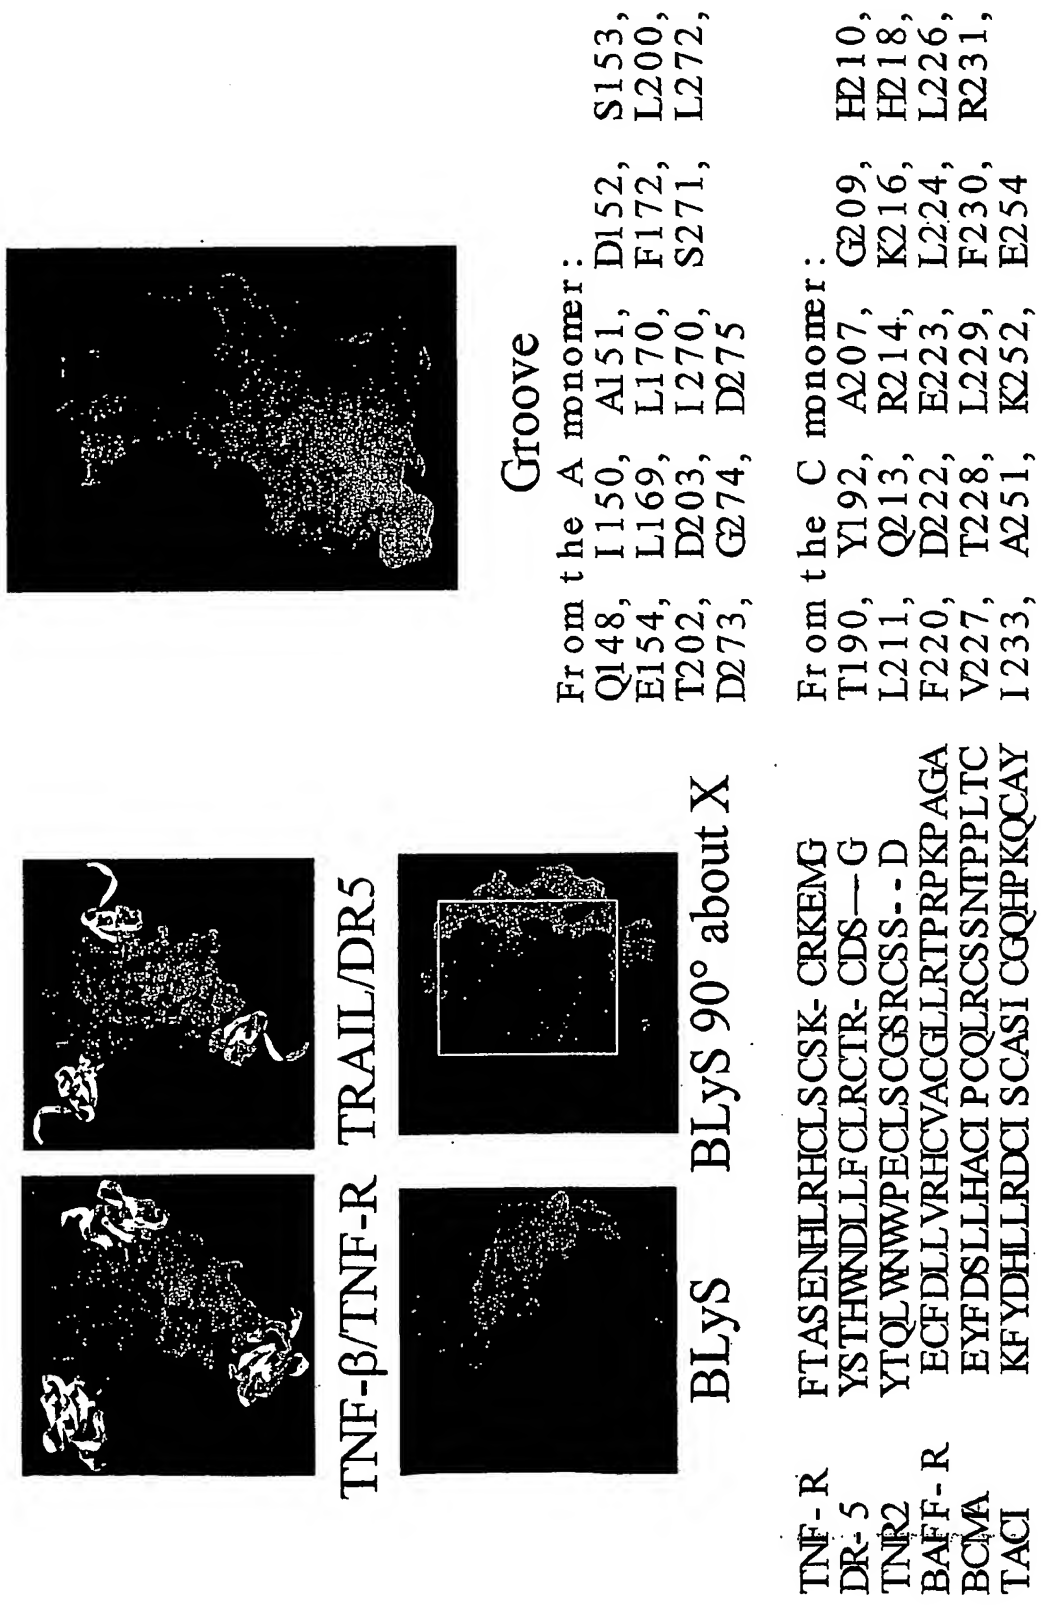 TNF-β/TNF-R TRAIL/DR5
BLyS BLyS 90° about X
Groove
From the A monomer:
Q148, I150, A151, D152, S153,
E154, L169, L170, F172, L200,
T202, D203, I270, S271, L272,
D273, G274, D275
From the C monomer:
T190, Y192, A207, G209, H210,
L211, Q213, R214, K216, H218,
F220, D222, E223, L224, L226,
V227, T228, L229, F230, R231,
I233, A251, K252, E254
TNF-R FTASENHLRHCLSCSK-CRKEMG
DR-5 YSTHWNDLLFCLRCTR-CDS—G
TNR2 YTQLWNWVPECLSCGSRCSS--D
BAFF-R ECFDLLVRHCVACGLLRTPRPKPAGA
BCMA EYFDSLLHACIPCQLRCSSNTPPLTC
TACI KFYDHLLRDCISCASICGQHPKQCAY